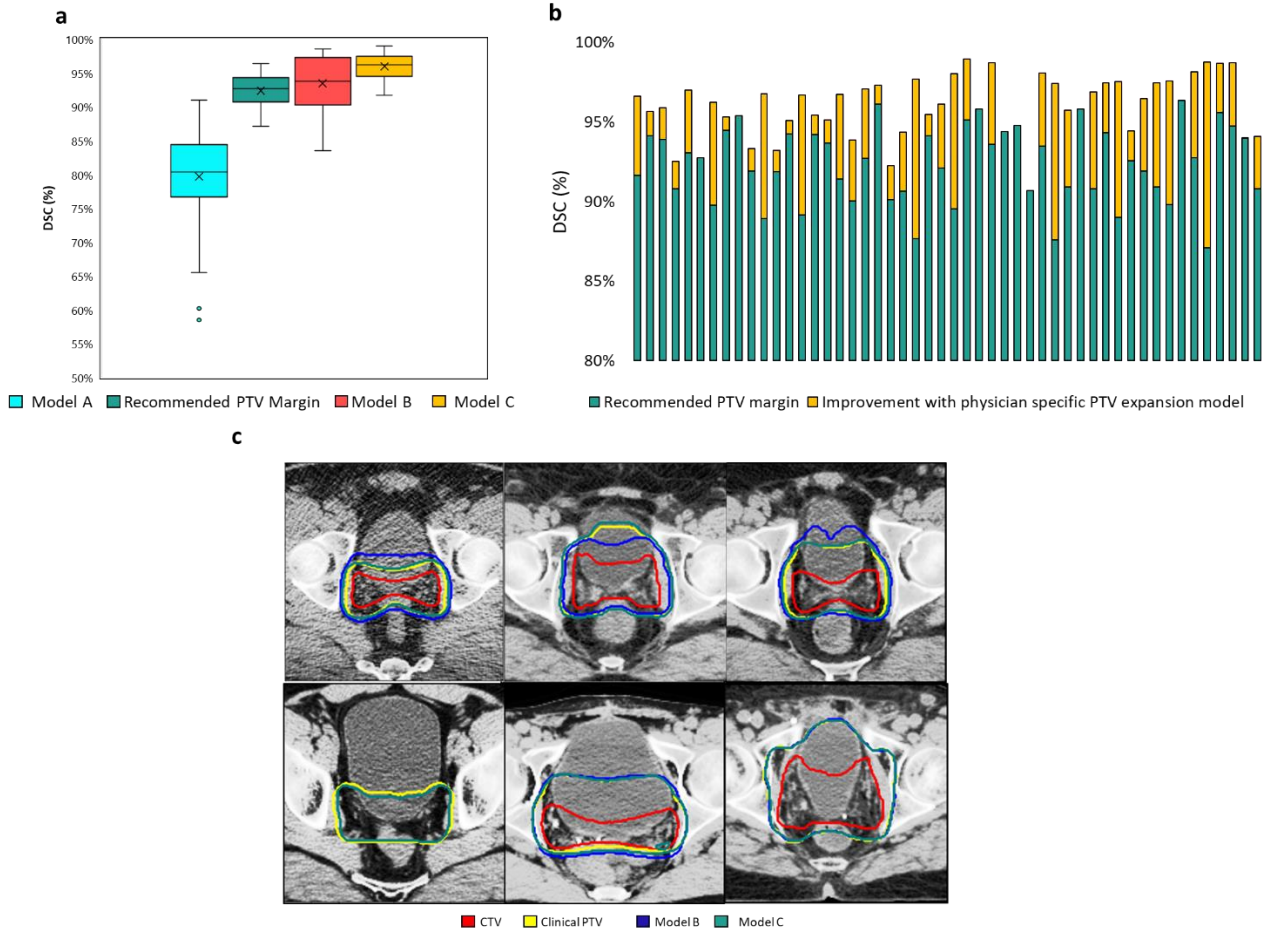 a
100%
95%
90%
85%
80%
75%
70%
65%
60%
55%
50%
DSC (%)
Model A
Recommended PTV Margin
Model B
Model C
b
100%
95%
90%
85%
80%
DSC (%)
Recommended PTV margin
Improvement with physician specific PTV expansion model
c
CTV
Clinical PTV
Model B
Model C